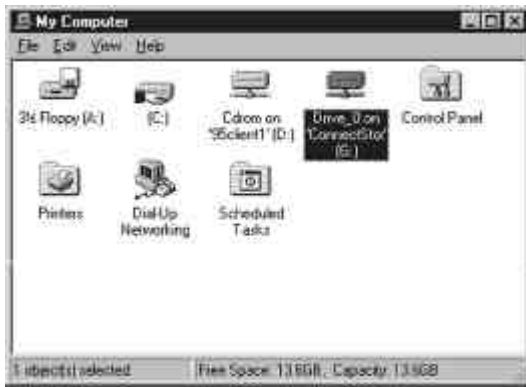 My Computer
File Edit View Help
3½ Floppy (A:)
(C:)
Cdrom on
'95client1' (D:)
Drive_0 on
'ConnectStor'
(G:)
Control Panel
Printers
Dial-Up
Networking
Scheduled
Tasks
1 object(s) selected
Free Space: 13.6GB, Capacity: 13.6GB